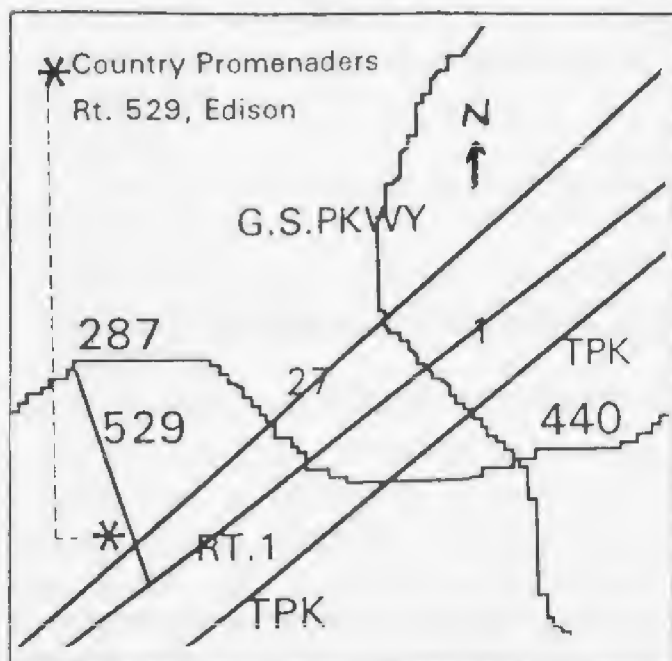 Country Promenaders
Rt. 529, Edison
N
G.S.PKWY
287
27
1
TPK
529
440
RT.1
TPK